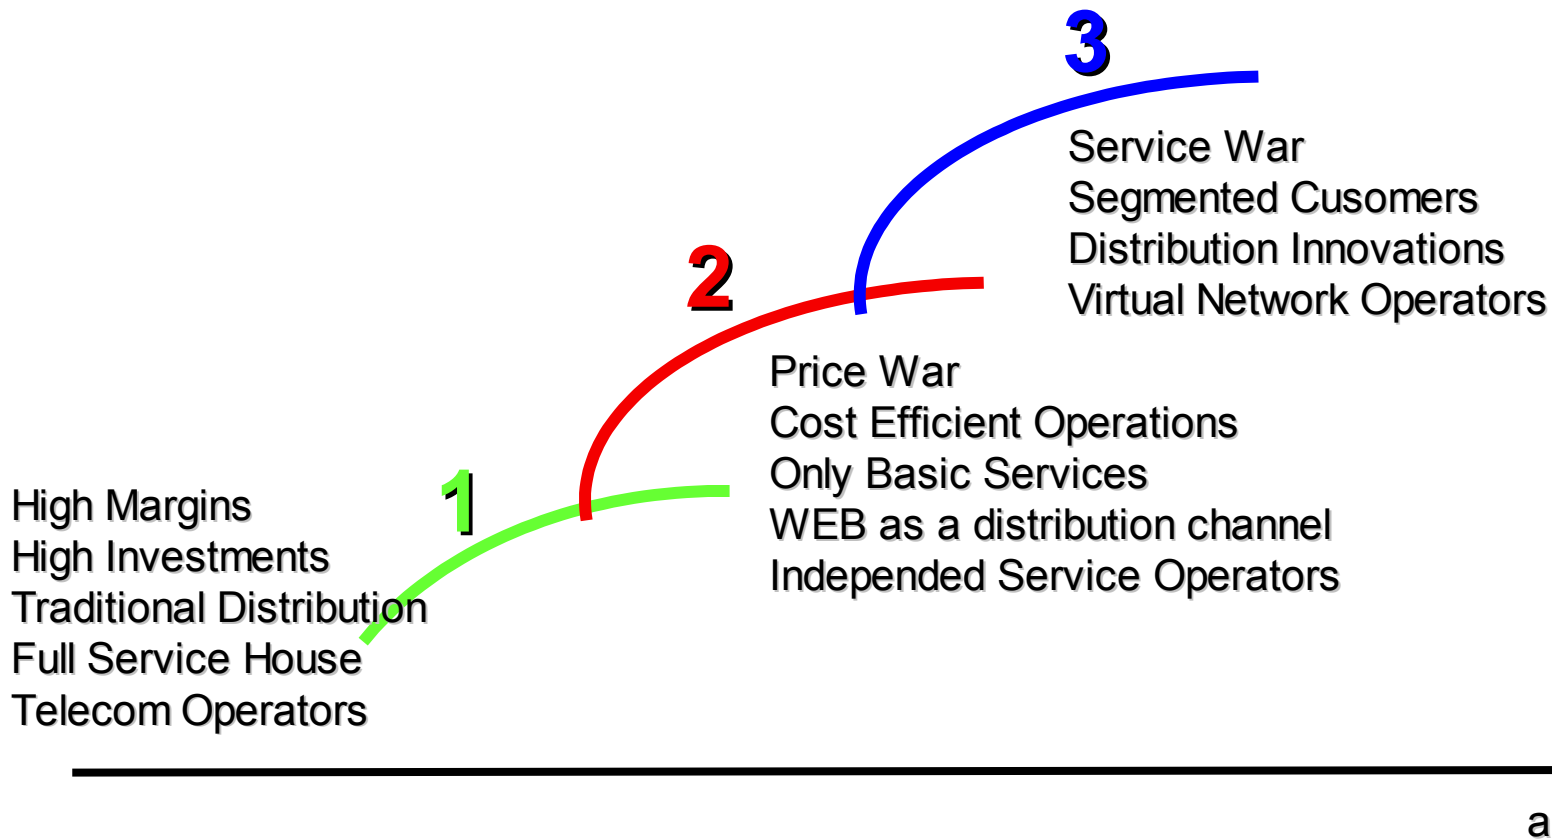 3
Service War
Segmented Cusomers
Distribution Innovations
Virtual Network Operators
2
Price War
Cost Efficient Operations
Only Basic Services
WEB as a distribution channel
Independed Service Operators
1
High Margins
High Investments
Traditional Distribution
Full Service House
Telecom Operators
a